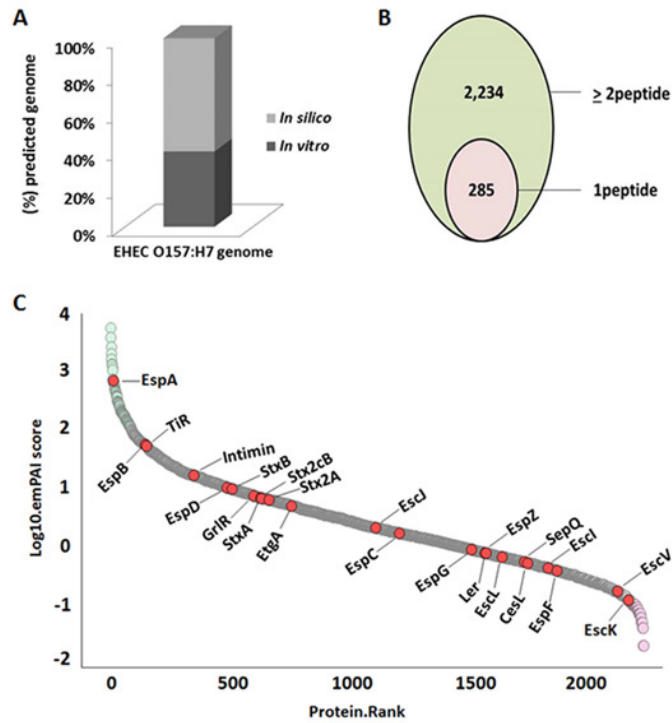 A
100%
80%
60%
40%
20%
0%
(%) predicted genome
In silico
In vitro
EHEC O157:H7 genome
B
2,234
≥ 2peptide
285
1peptide
C
4
3
2
1
0
-1
-2
Log10.emPAI score
EspA
TiR
EspB
Intimin
StxB
EspD
Stx2cB
GrlR
Stx2A
StxA
EtgA
EscJ
EspC
EspZ
EspG
SepQ
Ler
EscI
EscL
CesL
EspF
EscV
EscK
0
500
1000
1500
2000
Protein.Rank